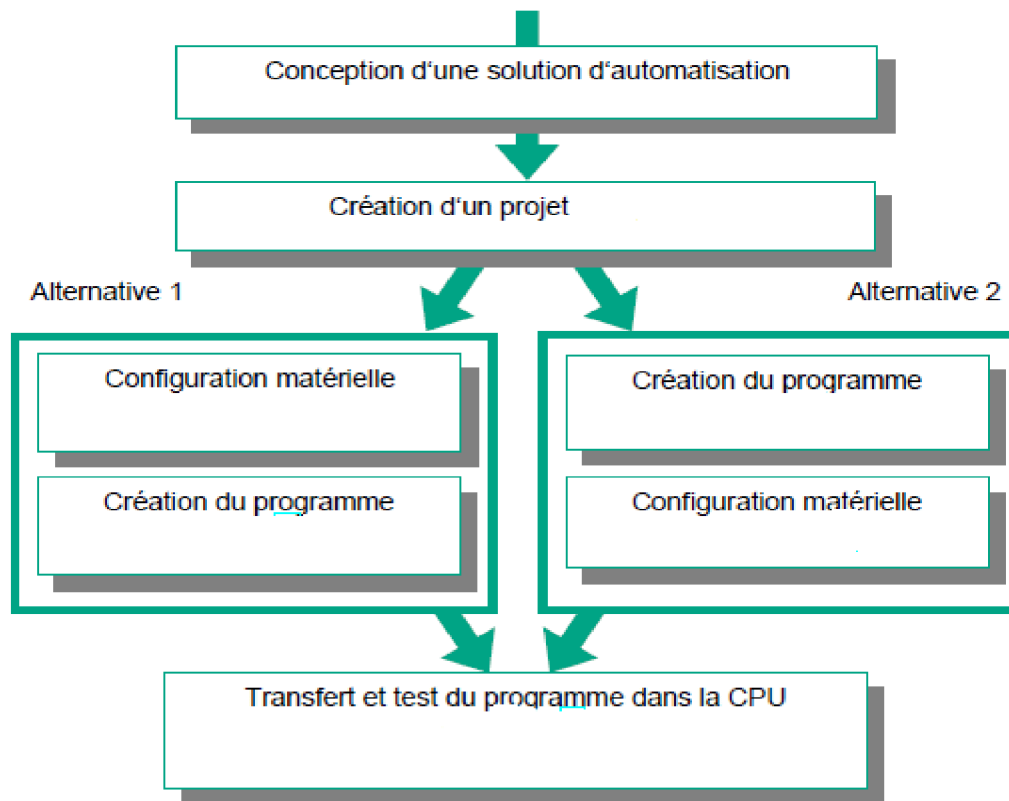 Conception d‘une solution d‘automatisation
Création d‘un projet
Alternative 1
Alternative 2
Configuration matérielle
Création du programme
Création du programme
Configuration matérielle
Transfert et test du programme dans la CPU